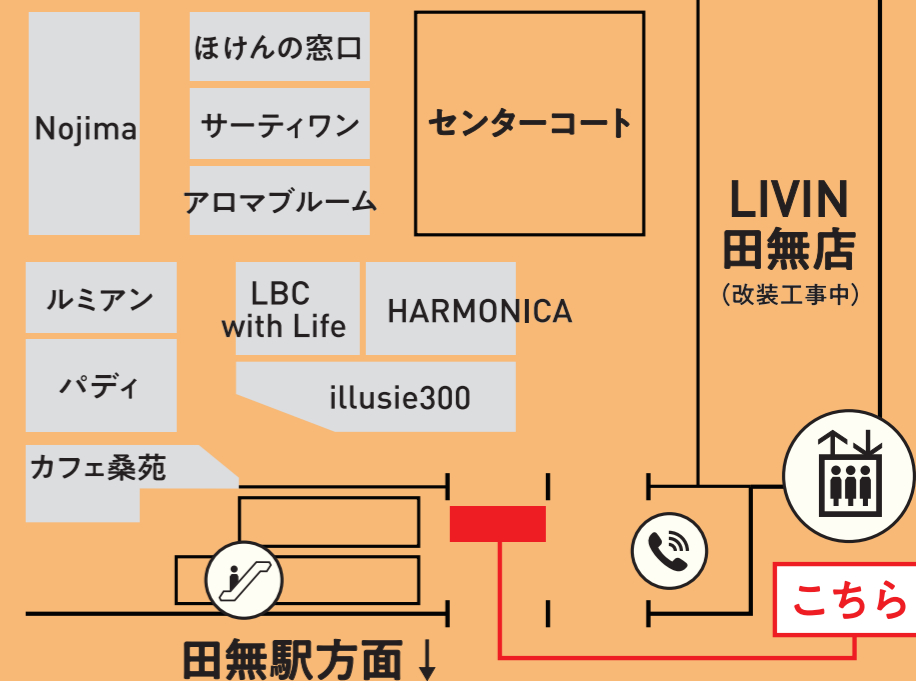 ほけんの窓口
Nojima
サーティワン
センターコート
アロマブルーム
LIVIN
田無店
(改装工事中)
ルミアン
LBC
with Life
HARMONICA
パディ
illusie300
カフェ桑苑
こちら
田無駅方面↓